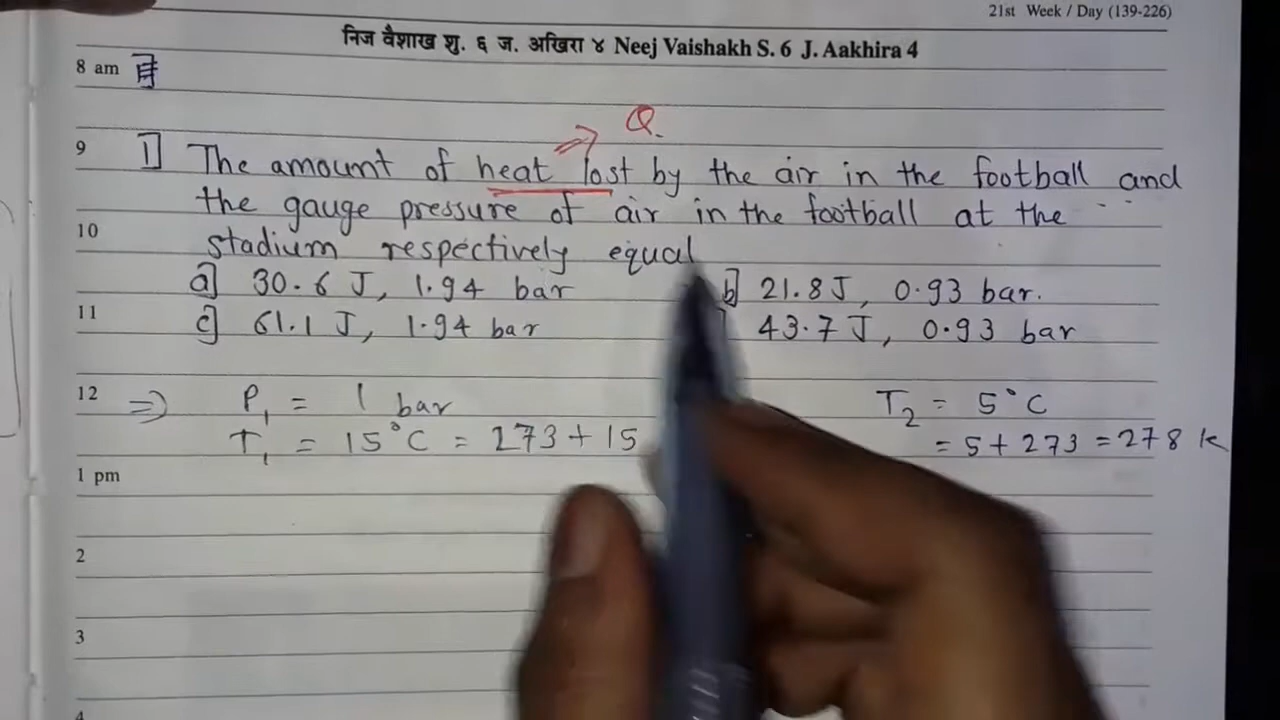 21st Week / Day (139-226)
निज वैशाख शु. ६ ज. अखिरा ४ Neej Vaishakh S. 6 J. Aakhira 4
8 am
Q.
9 1] The amount of heat lost by the air in the football and
the gauge pressure of air in the football at the
10
stadium respectively equal
a] 30.6 J, 1.94 bar b] 21.8 J, 0.93 bar.
11 c] 61.1 J, 1.94 bar 43.7 J, 0.93 bar
12 => P1 = 1 bar T2 = 5°C
T1 = 15°C = 273 + 15 = 5 + 273 = 278 K
1 pm
2
3
4